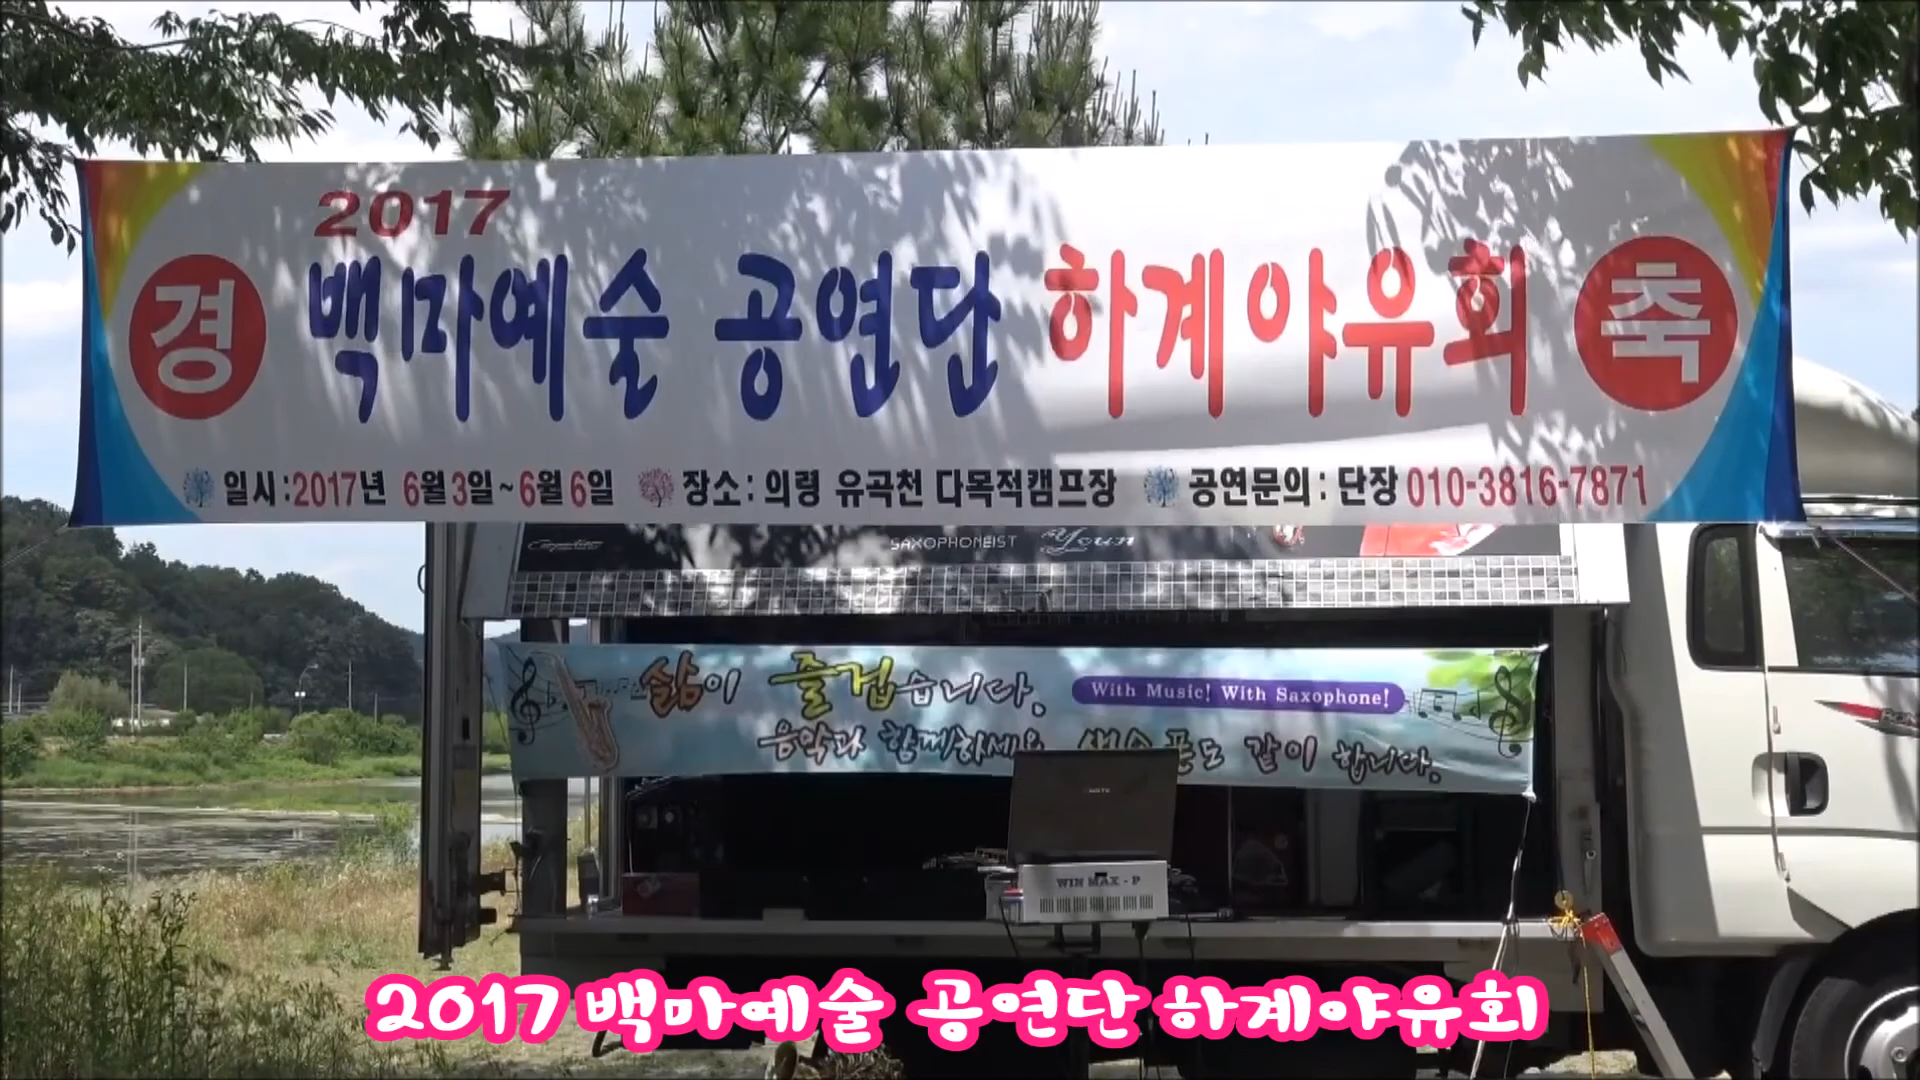 2017
경 백마예술 공연단 하계야유회 축
일시:2017년 6월 3일~6월 6일 장소: 의령 유곡천 다목적캠프장 공연문의: 단장 010-3816-7871
SAXOPHONEIST Youn
삶이 즐겁습니다. With Music! With Saxophone!
음악과 함께하세요 색소폰도 같이 합니다.
WIN MAX - P
2017 백마예술 공연단 하계야유회